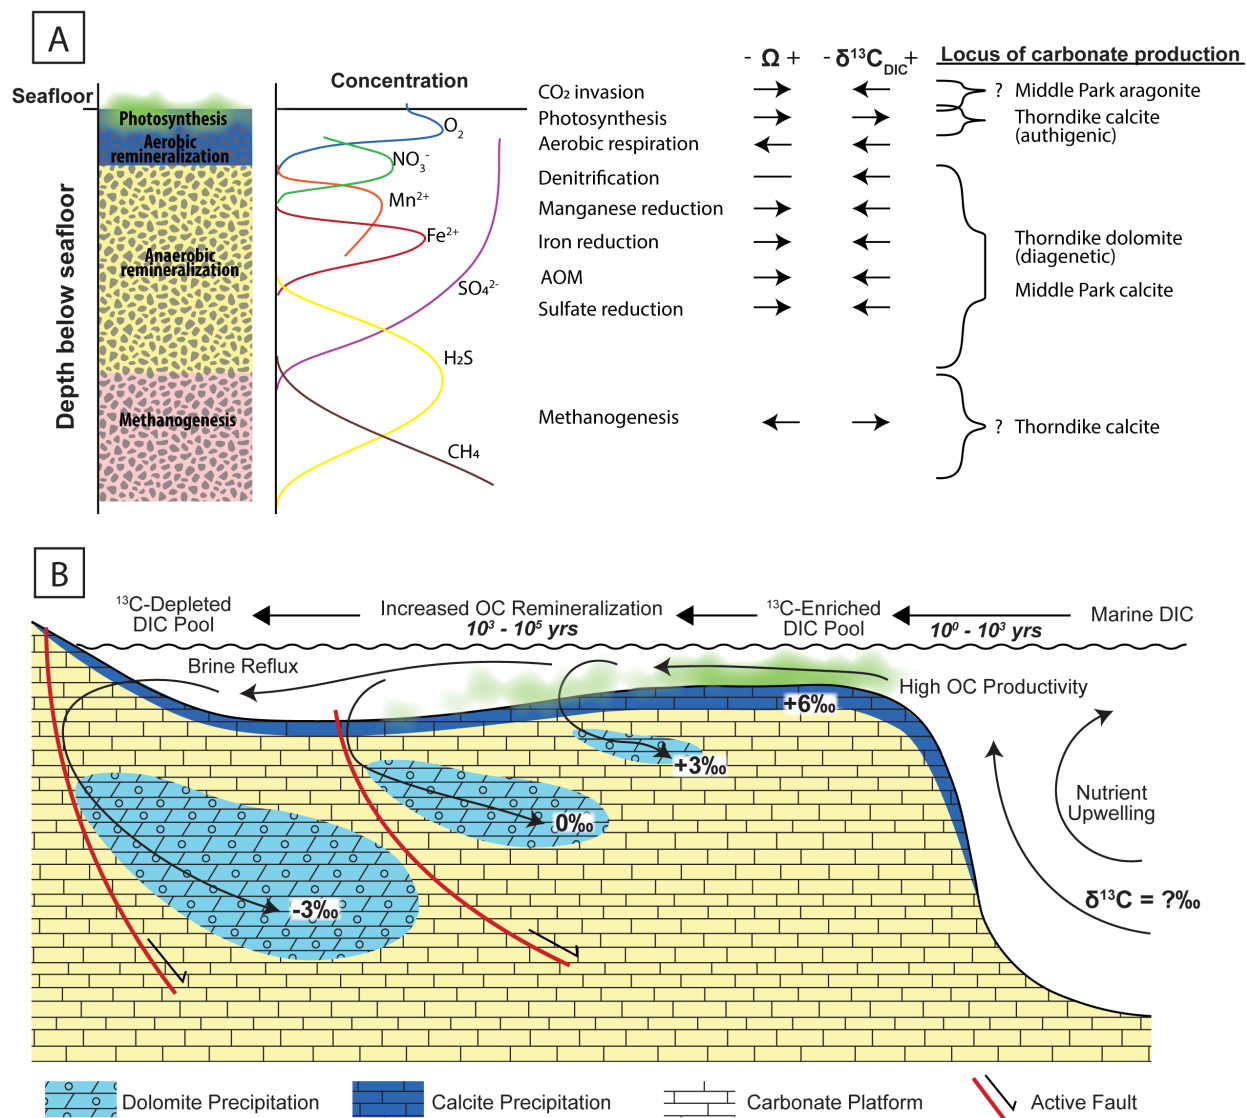 A
Concentration
- Ω + - δ¹³C_DIC +
Locus of carbonate production
Seafloor
Photosynthesis
Aerobic
remineralization
Anaerobic
remineralization
Methanogenesis
Depth below seafloor
O₂
NO₃⁻
Mn²⁺
Fe²⁺
SO₄²⁻
H₂S
CH₄
CO₂ invasion
Photosynthesis
Aerobic respiration
Denitrification
Manganese reduction
Iron reduction
AOM
Sulfate reduction
Methanogenesis
? Middle Park aragonite
Thorndike calcite
(authigenic)
Thorndike dolomite
(diagenetic)
Middle Park calcite
? Thorndike calcite
B
¹³C-Depleted
DIC Pool
Increased OC Remineralization
10³ - 10⁵ yrs
¹³C-Enriched
DIC Pool
10⁰ - 10³ yrs
Marine DIC
Brine Reflux
High OC Productivity
+6‰
+3‰
0‰
-3‰
Nutrient
Upwelling
δ¹³C = ?‰
Dolomite Precipitation
Calcite Precipitation
Carbonate Platform
Active Fault